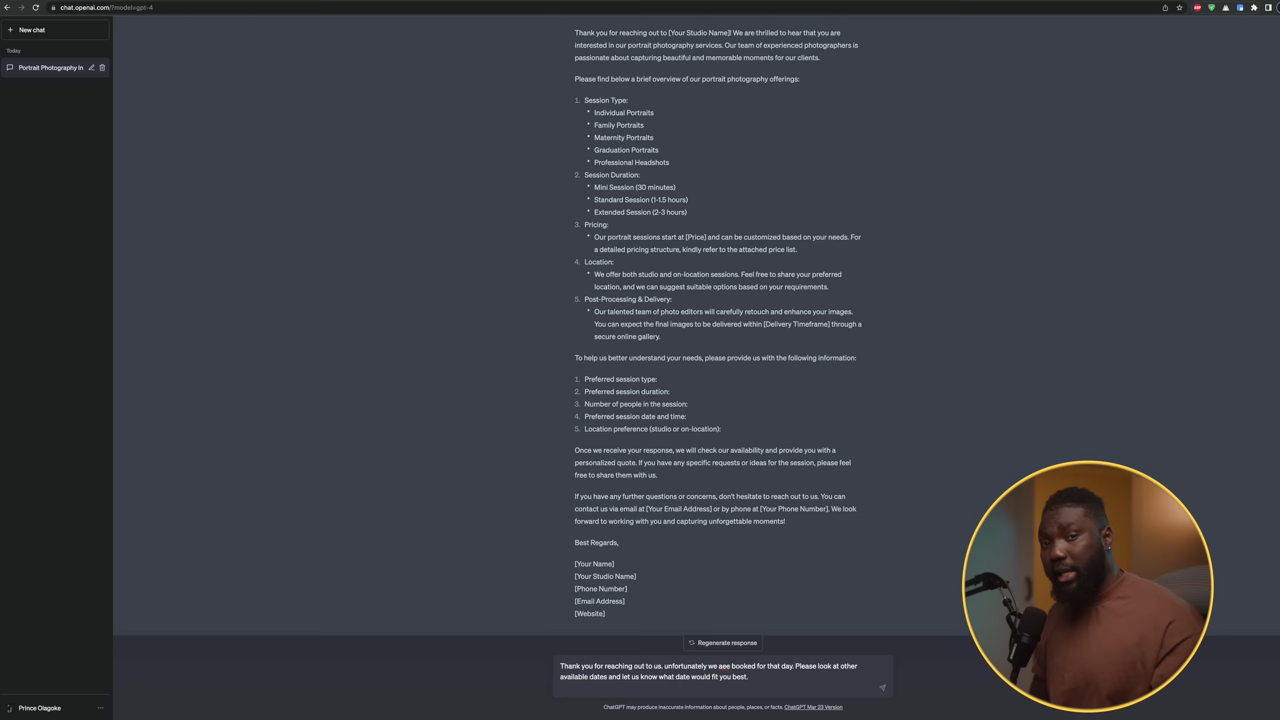 chat.openai.com/?model=gpt-4
New chat
Today
Portrait Photography In
Thank you for reaching out to [Your Studio Name]! We are thrilled to hear that you are
interested in our portrait photography services. Our team of experienced photographers is
passionate about capturing beautiful and memorable moments for our clients.
Please find below a brief overview of our portrait photography offerings:
1. Session Type:
• Individual Portraits
• Family Portraits
• Maternity Portraits
• Graduation Portraits
• Professional Headshots
2. Session Duration:
• Mini Session (30 minutes)
• Standard Session (1-1.5 hours)
• Extended Session (2-3 hours)
3. Pricing:
• Our portrait sessions start at [Price] and can be customized based on your needs. For
a detailed pricing structure, kindly refer to the attached price list.
4. Location:
• We offer both studio and on-location sessions. Feel free to share your preferred
location, and we can suggest suitable options based on your requirements.
5. Post-Processing & Delivery:
• Our talented team of photo editors will carefully retouch and enhance your images.
You can expect the final images to be delivered within [Delivery Timeframe] through a
secure online gallery.
To help us better understand your needs, please provide us with the following information:
1. Preferred session type:
2. Preferred session duration:
3. Number of people in the session:
4. Preferred session date and time:
5. Location preference (studio or on-location):
Once we receive your response, we will check our availability and provide you with a
personalized quote. If you have any specific requests or ideas for the session, please feel
free to share them with us.
If you have any further questions or concerns, don't hesitate to reach out to us. You can
contact us via email at [Your Email Address] or by phone at [Your Phone Number]. We look
forward to working with you and capturing unforgettable moments!
Best Regards,
[Your Name]
[Your Studio Name]
[Phone Number]
[Email Address]
[Website]
Regenerate response
Thank you for reaching out to us. unfortunately we aee booked for that day. Please look at other
available dates and let us know what date would fit you best.
ChatGPT may produce inaccurate information about people, places, or facts. ChatGPT Mar 23 Version
Prince Olagoke